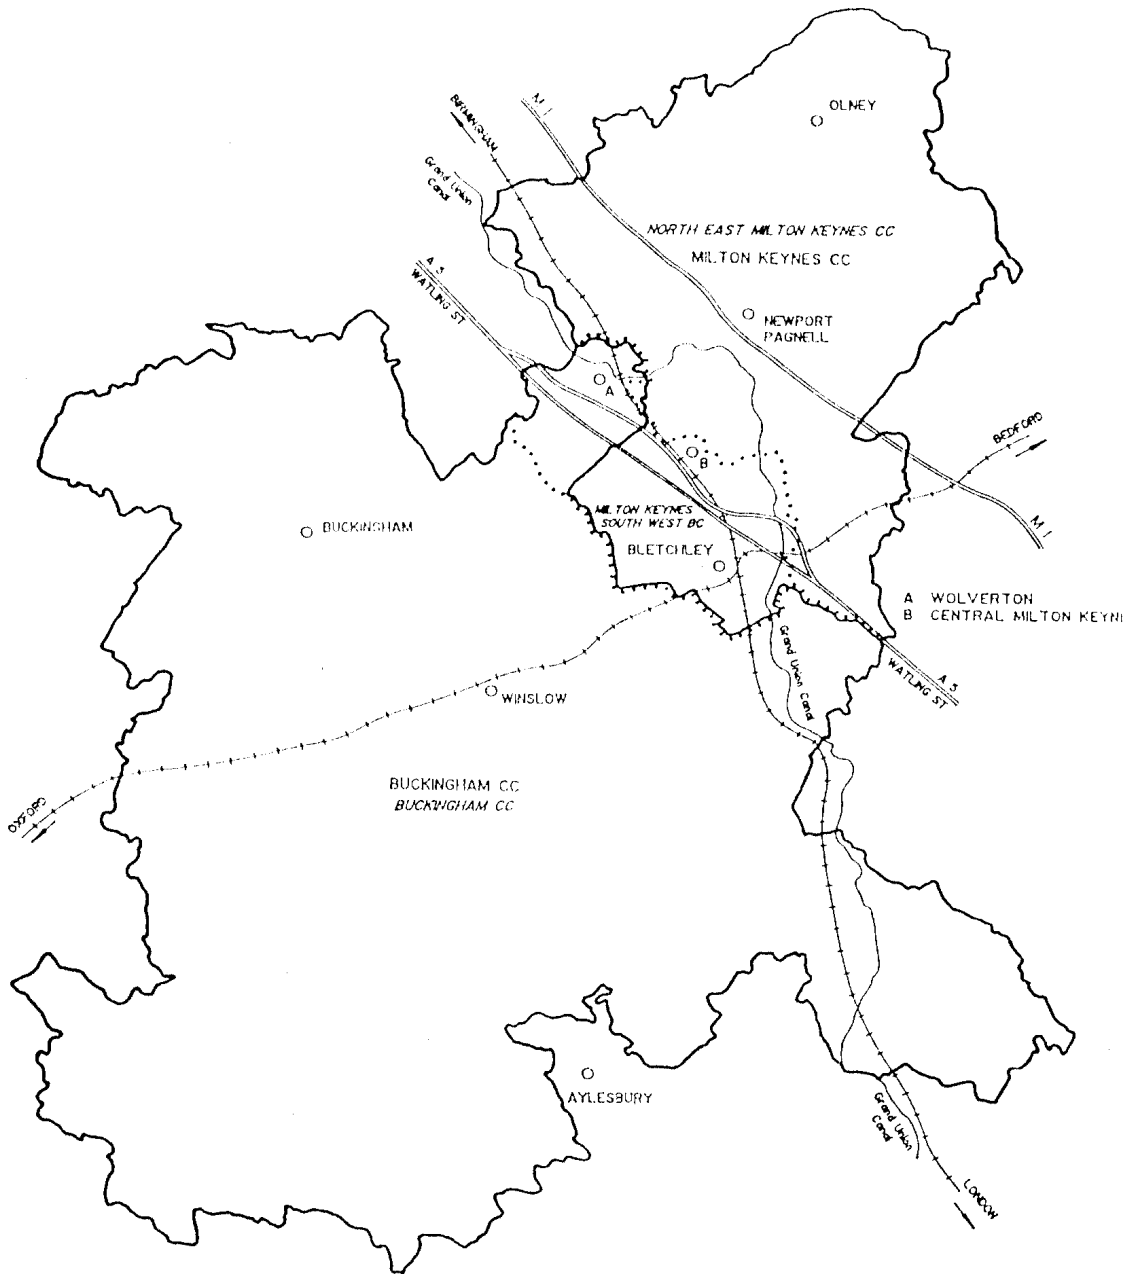 M 1
BIRMINGHAM
OLNEY
Grand Union
Canal
NORTH EAST MILTON KEYNES CC
MILTON KEYNES CC
A 5
WATLING ST
NEWPORT
PAGNELL
A
BEDFORD
B
MILTON KEYNES
SOUTH WEST BC
BUCKINGHAM
M 1
BLETCHLEY
A WOLVERTON
B CENTRAL MILTON KEYN
Grand Union Canal
A 5
WATLING ST
WINSLOW
BUCKINGHAM CC
BUCKINGHAM CC
OXFORD
AYLESBURY
Grand Union
Canal
LONDON